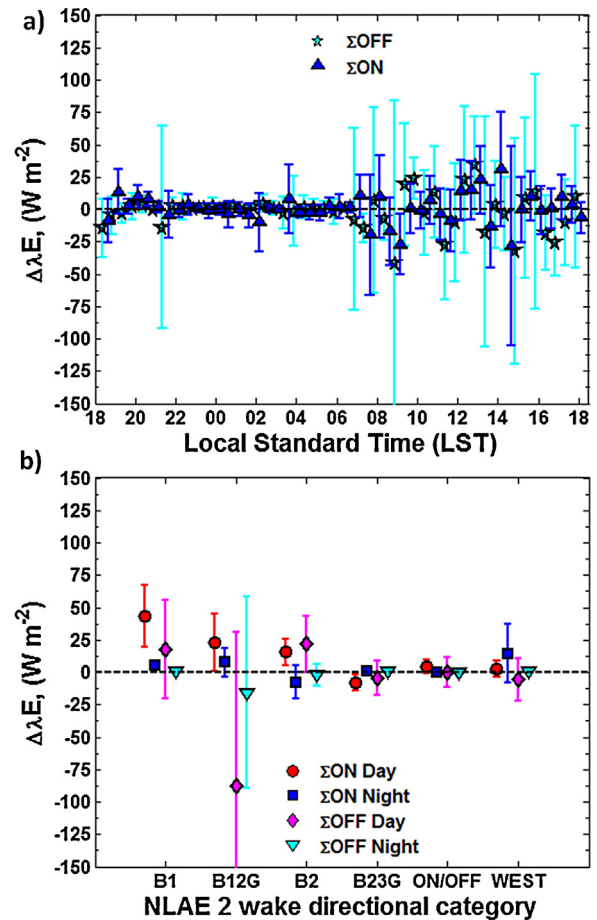 a)
ΣOFF
ΣON
150
125
100
75
50
25
0
-25
-50
-75
-100
-125
-150
ΔλE, (W m⁻²)
18 20 22 00 02 04 06 08 10 12 14 16 18
Local Standard Time (LST)
b)
150
125
100
75
50
25
0
-25
-50
-75
-100
-125
-150
ΔλE, (W m⁻²)
ΣON Day
ΣON Night
ΣOFF Day
ΣOFF Night
B1 B12G B2 B23G ON/OFF WEST
NLAE 2 wake directional category